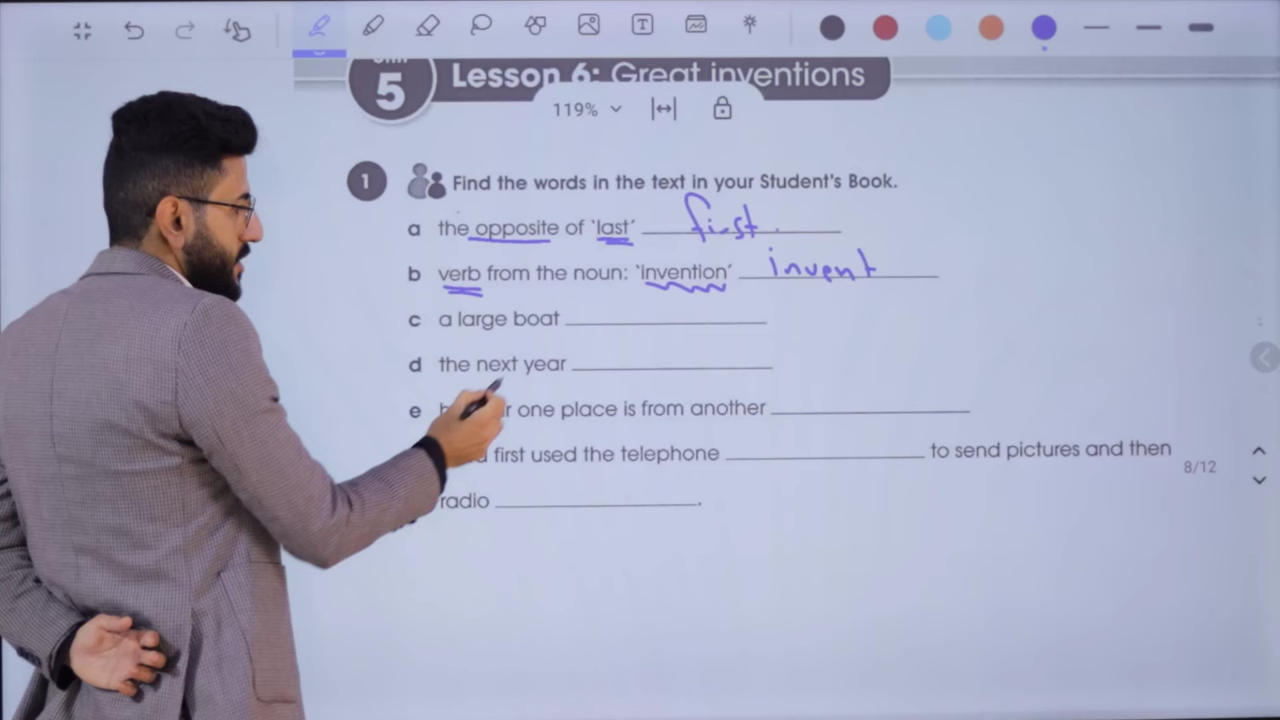 5 Lesson 6: Great inventions
119%
1 Find the words in the text in your Student's Book.
a the opposite of 'last' first
b verb from the noun: 'invention' invent
c a large boat
d the next year
e one place is from another
first used the telephone to send pictures and then
8/12
radio .